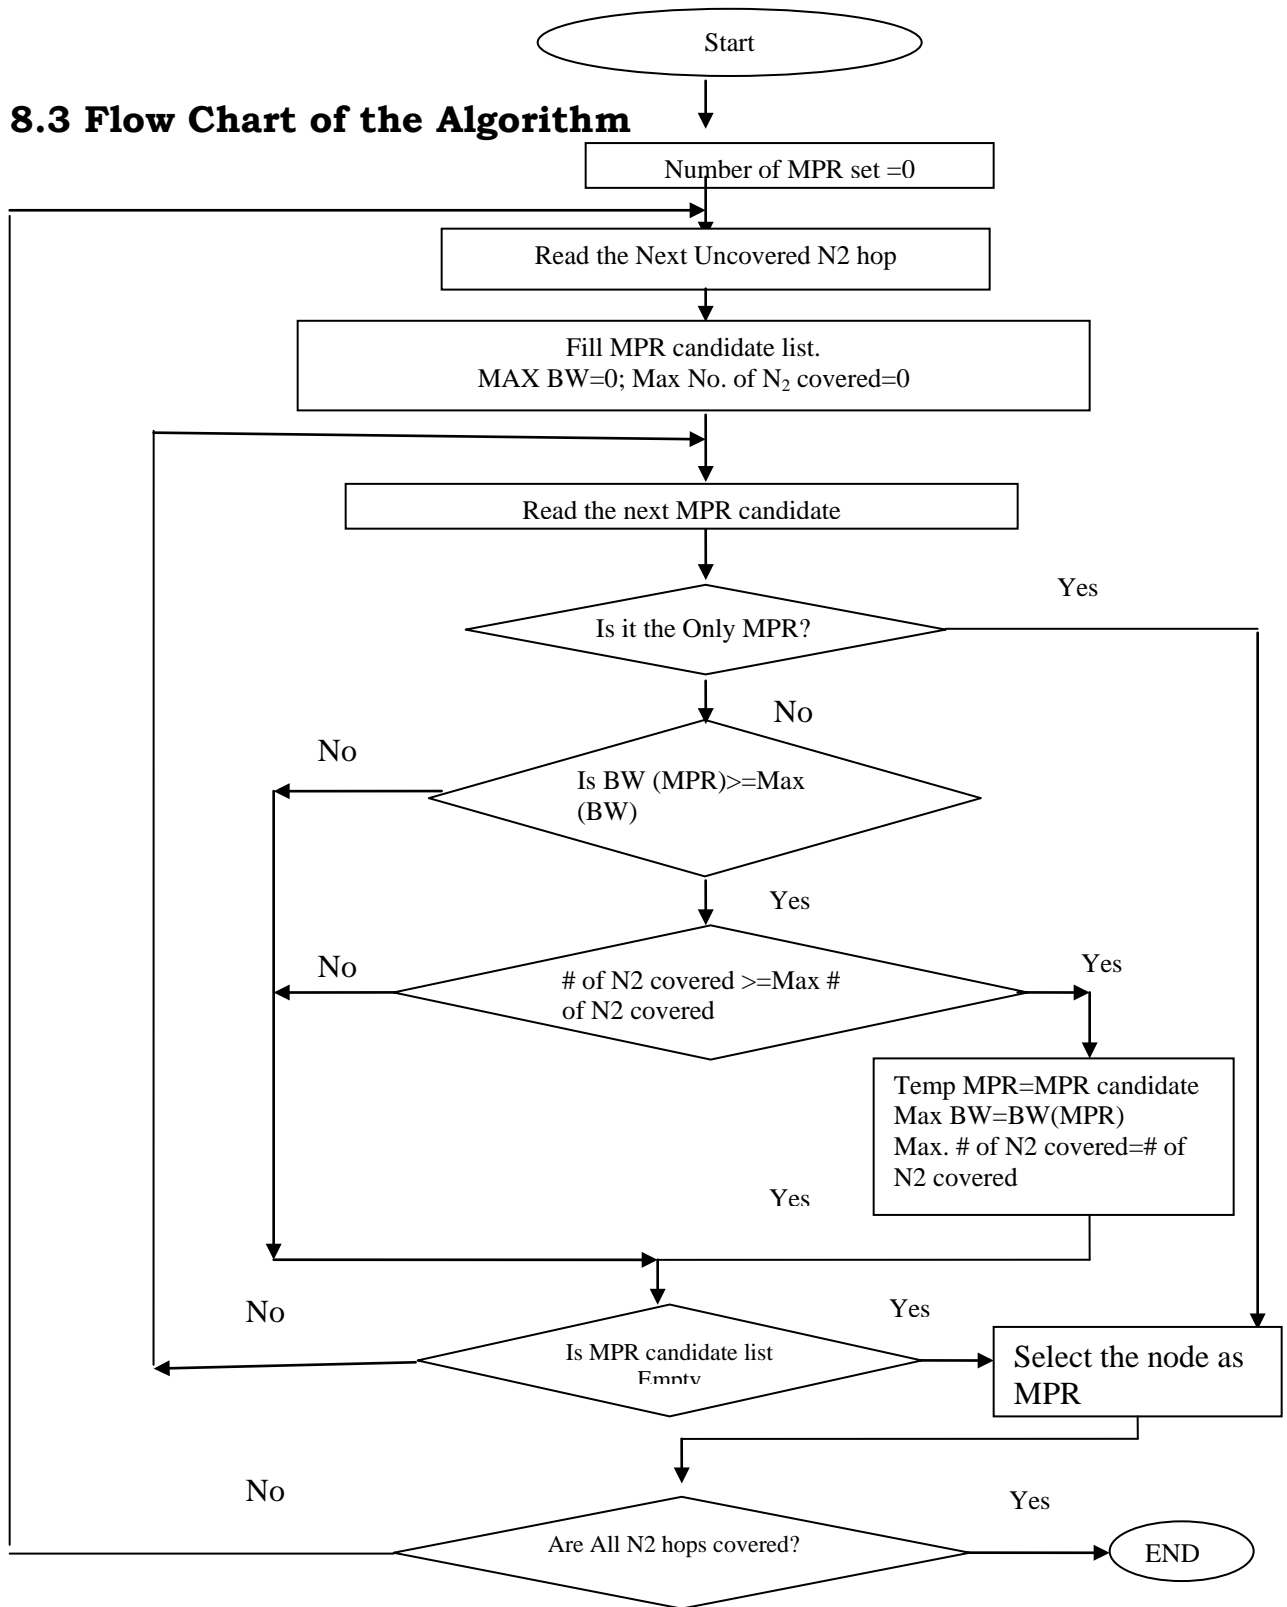 Start
8.3 Flow Chart of the Algorithm
Number of MPR set =0
Read the Next Uncovered N2 hop
Fill MPR candidate list.
MAX BW=0; Max No. of N₂ covered=0
Read the next MPR candidate
Yes
Is it the Only MPR?
No
No
Is BW (MPR)>=Max
(BW)
Yes
No
# of N2 covered >=Max #
of N2 covered
Yes
Temp MPR=MPR candidate
Max BW=BW(MPR)
Max. # of N2 covered=# of
N2 covered
Yes
No
Yes
Is MPR candidate list
Empty
Select the node as
MPR
No
Yes
Are All N2 hops covered?
END